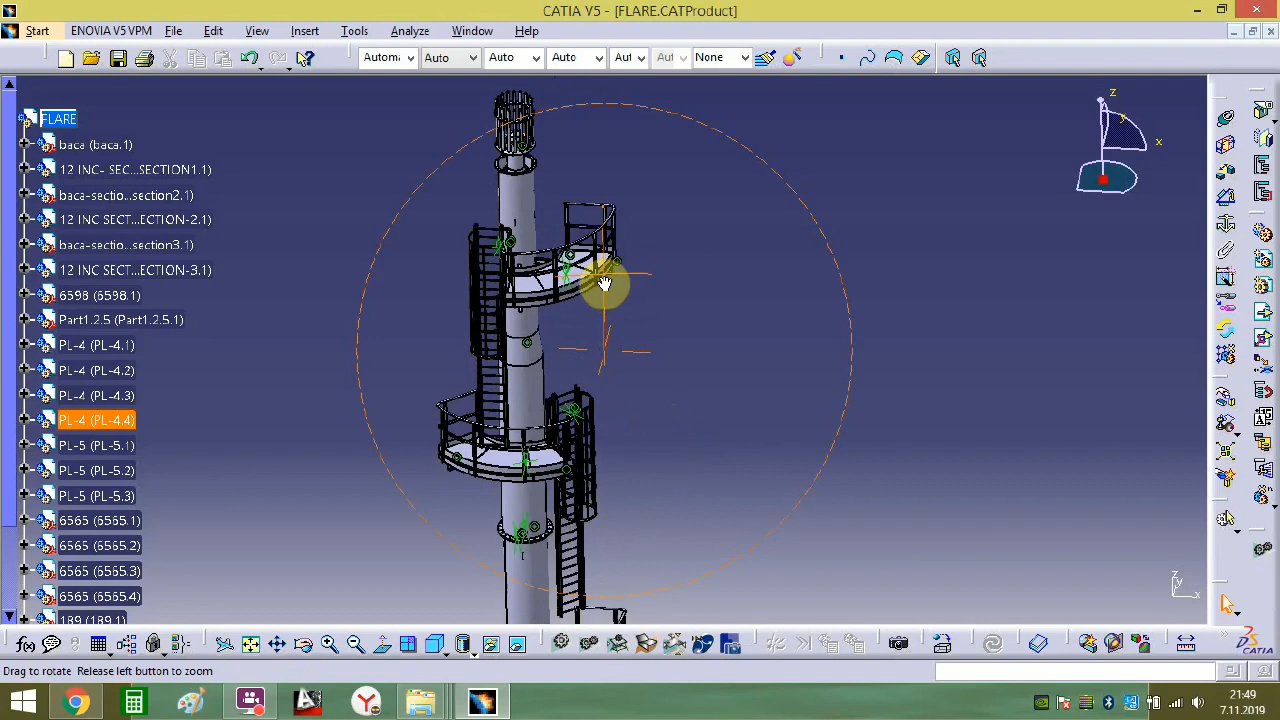 CATIA V5 - [FLARE.CATProduct]
Start ENOVIA V5 VPM File Edit View Insert Tools Analyze Window Help
Automa Auto Auto Auto Aut Aut None
FLARE
baca (baca.1)
12 INC- SEC...SECTION1.1)
baca-sectio...section2.1)
12 INC SECT...ECTION-2.1)
baca-sectio...section3.1)
12 INC SECT...ECTION-3.1)
6598 (6598.1)
Part1.2.5 (Part1.2.5.1)
PL-4 (PL-4.1)
PL-4 (PL-4.2)
PL-4 (PL-4.3)
PL-4 (PL-4.4)
PL-5 (PL-5.1)
PL-5 (PL-5.2)
PL-5 (PL-5.3)
6565 (6565.1)
6565 (6565.2)
6565 (6565.3)
6565 (6565.4)
189 (189.1)
z
y
x
z
y
x
CATIA
Drag to rotate Release left button to zoom
21:49
7.11.2019